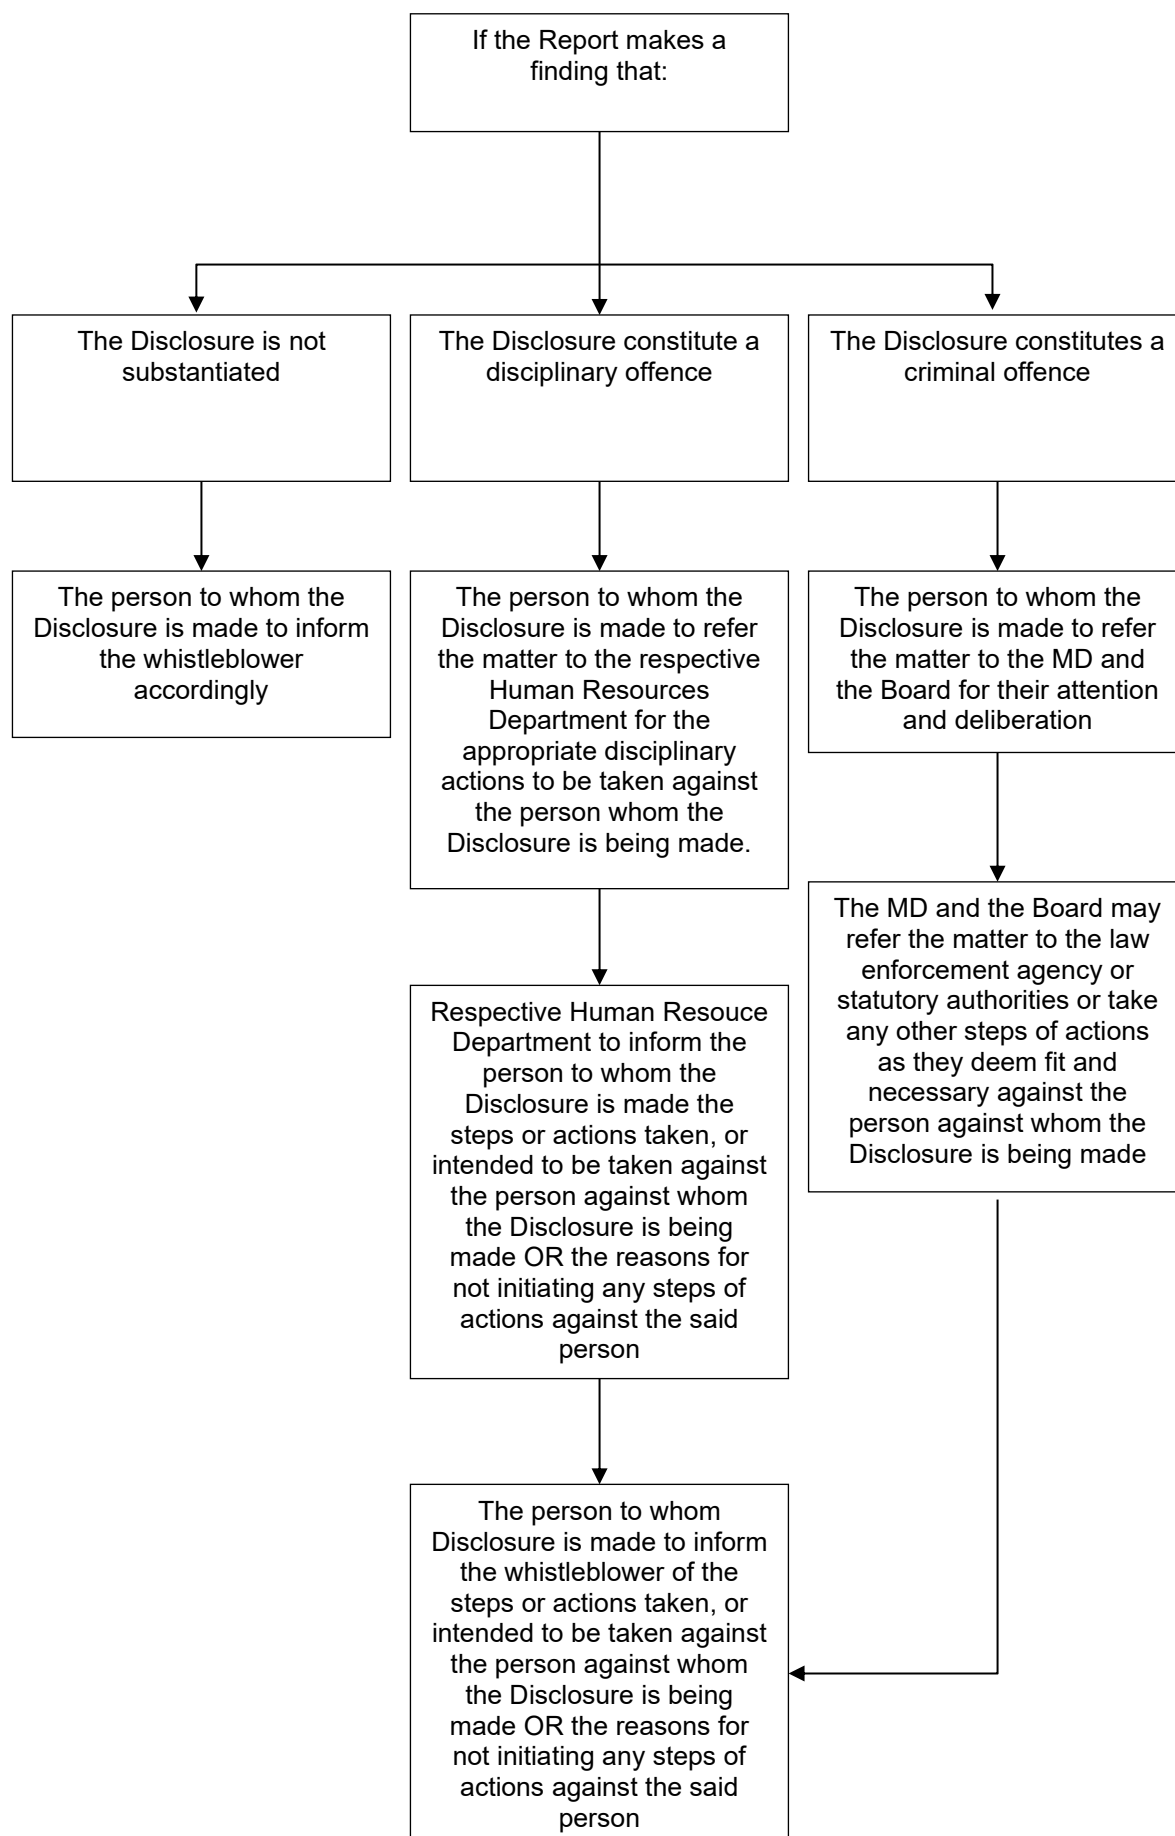 If the Report makes a
finding that:
The Disclosure is not
substantiated
The Disclosure constitute a
disciplinary offence
The Disclosure constitutes a
criminal offence
The person to whom the
Disclosure is made to inform
the whistleblower
accordingly
The person to whom the
Disclosure is made to refer
the matter to the respective
Human Resources
Department for the
appropriate disciplinary
actions to be taken against
the person whom the
Disclosure is being made.
The person to whom the
Disclosure is made to refer
the matter to the MD and
the Board for their attention
and deliberation
The MD and the Board may
refer the matter to the law
enforcement agency or
statutory authorities or take
any other steps of actions
as they deem fit and
necessary against the
person against whom the
Disclosure is being made
Respective Human Resouce
Department to inform the
person to whom the
Disclosure is made the
steps or actions taken, or
intended to be taken against
the person against whom
the Disclosure is being
made OR the reasons for
not initiating any steps of
actions against the said
person
The person to whom
Disclosure is made to inform
the whistleblower of the
steps or actions taken, or
intended to be taken against
the person against whom
the Disclosure is being
made OR the reasons for
not initiating any steps of
actions against the said
person